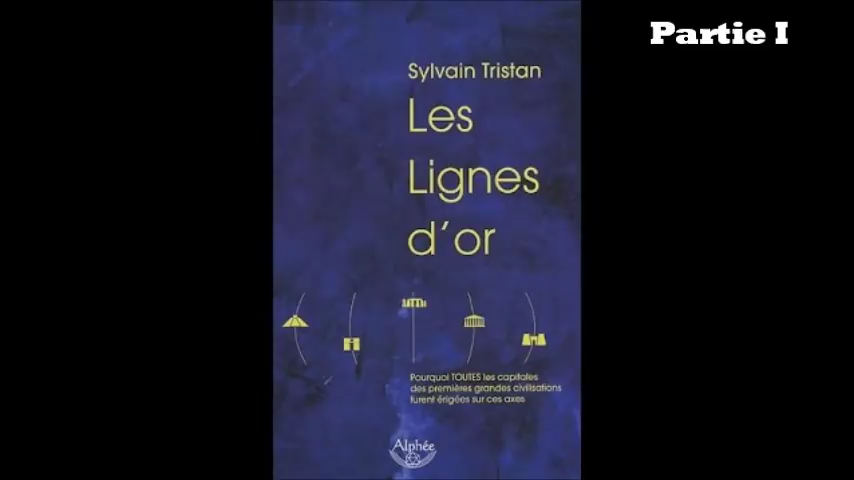 Partie I
Sylvain Tristan
Les
Lignes
d'or
Pourquoi TOUTES les capitales
des premières grandes civilisations
furent érigées sur ces axes
Alphée